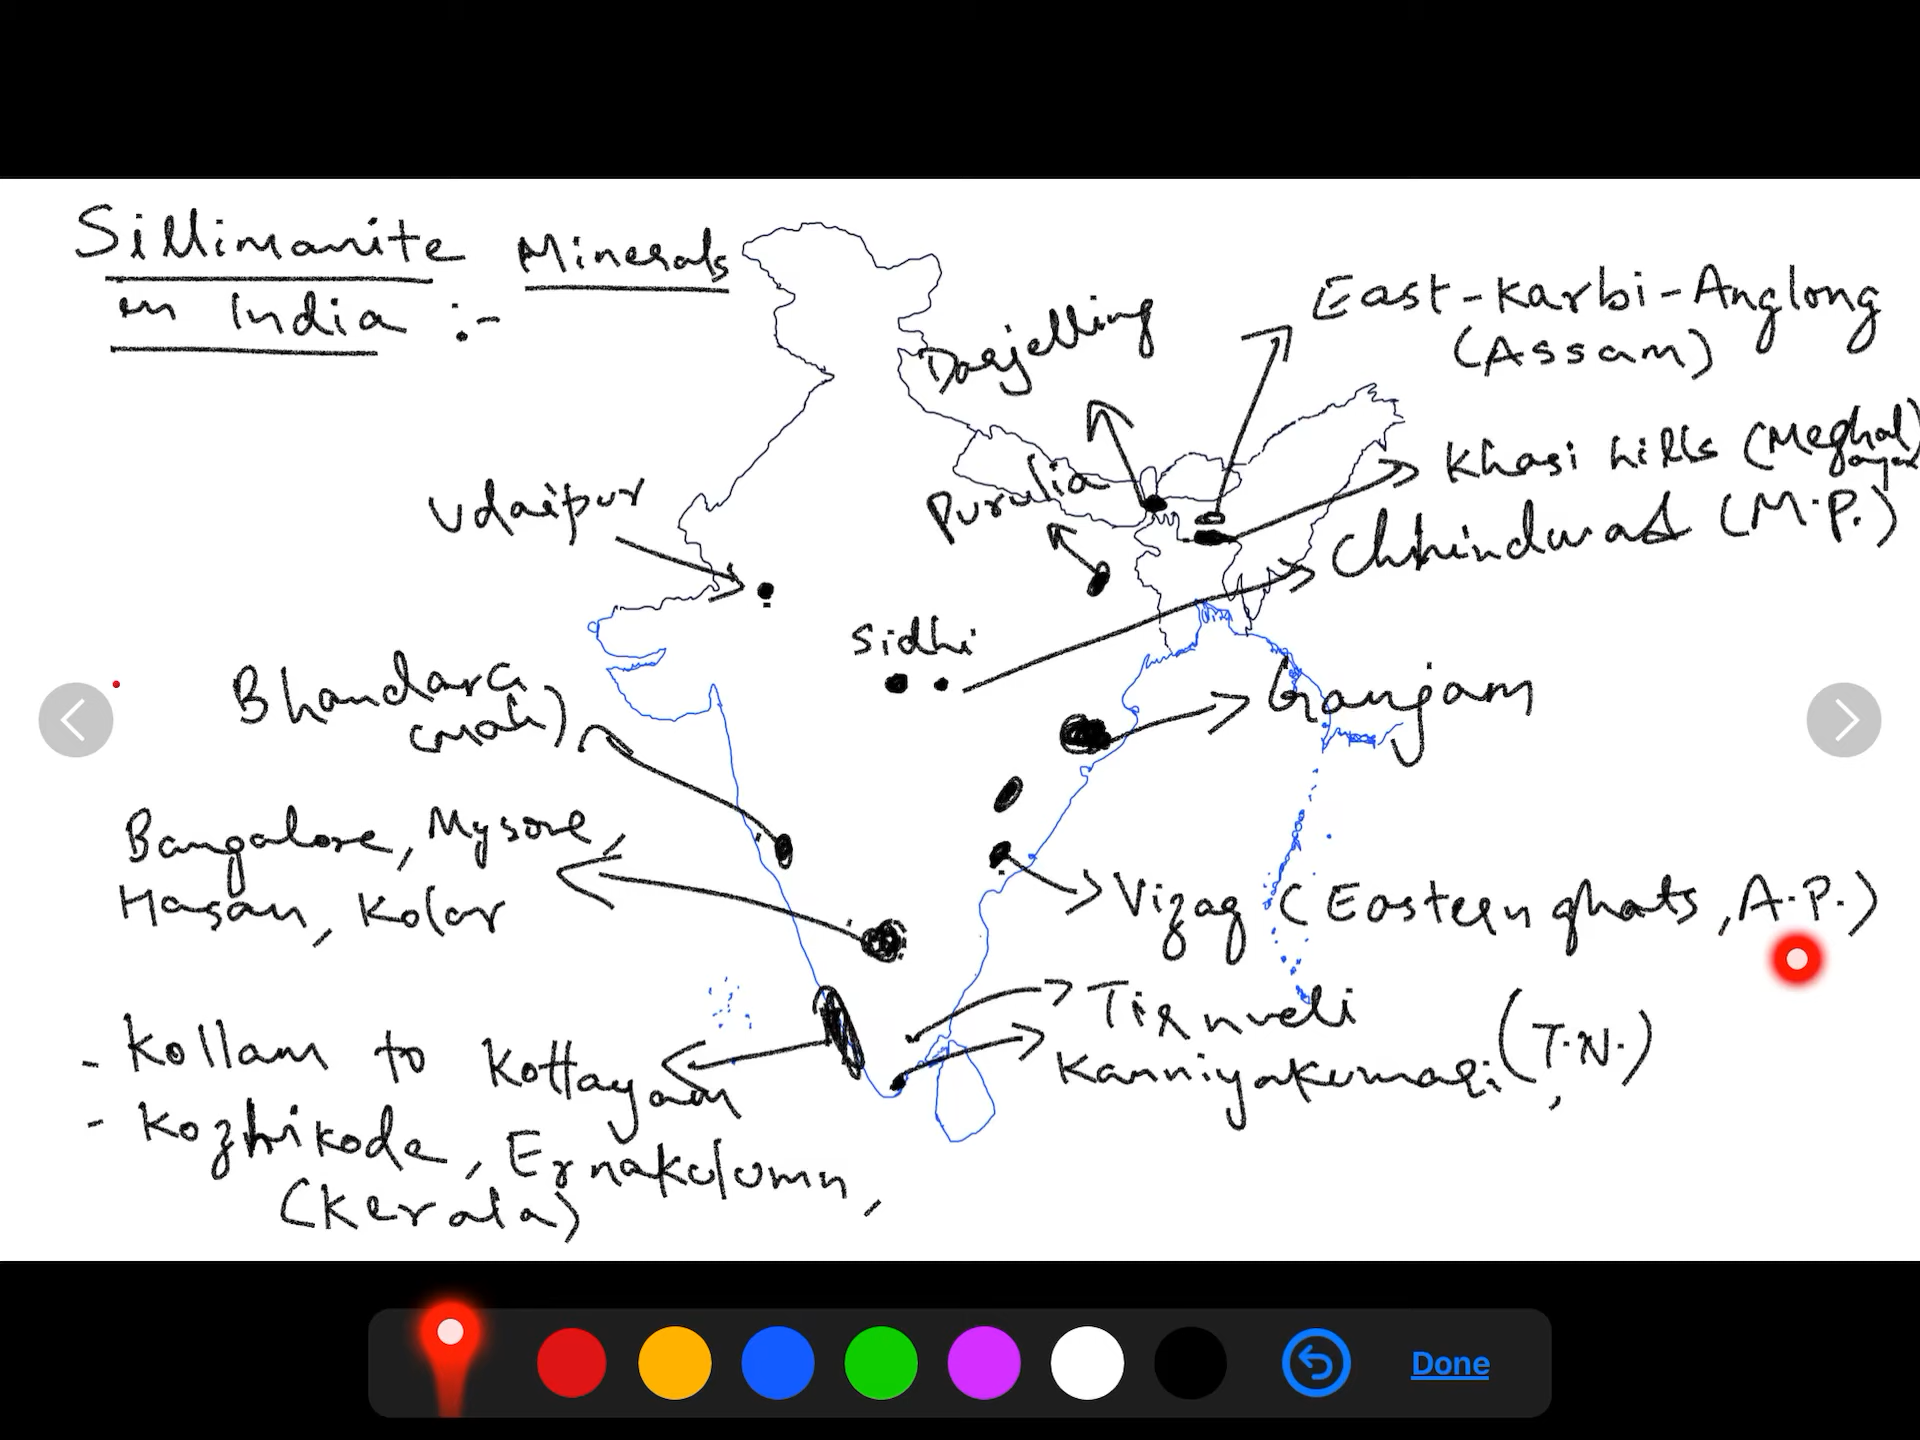 Sillimanite Minerals
in India :-
Darjelling
East-Karbi-Anglong
(Assam)
Khasi hills (Meghalaya)
Purulia
Udaipur
Chhindwad (M.P.)
Sidhi
Bhandara
(Mah)
Ganjam
Bangalore, Mysore,
Hasan, Kolar
Vizag (Eastern ghats, A.P.)
Tirnveli
Kanniyakumari (T.N.)
- Kollam to Kottayam
- Kozhikode, Ernakulumn,
(Kerala)
Done